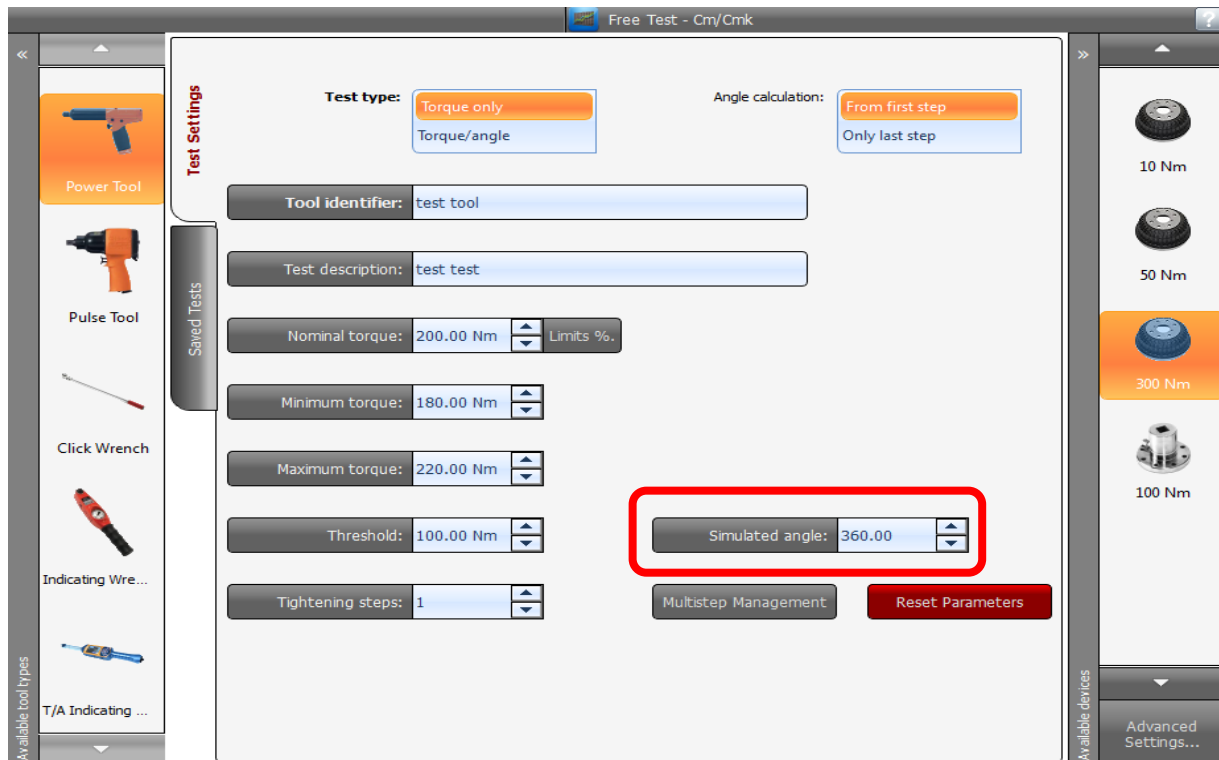 Free Test - Cm/Cmk
?
«
Available tool types
Power Tool
Pulse Tool
Click Wrench
Indicating Wre...
T/A Indicating ...
Test Settings
Saved Tests
Test type:
Torque only
Torque/angle
Angle calculation:
From first step
Only last step
Tool identifier: test tool
Test description: test test
Nominal torque: 200.00 Nm Limits %.
Minimum torque: 180.00 Nm
Maximum torque: 220.00 Nm
Threshold: 100.00 Nm
Simulated angle: 360.00
Tightening steps: 1
Multistep Management
Reset Parameters
»
Available devices
10 Nm
50 Nm
300 Nm
100 Nm
Advanced
Settings...